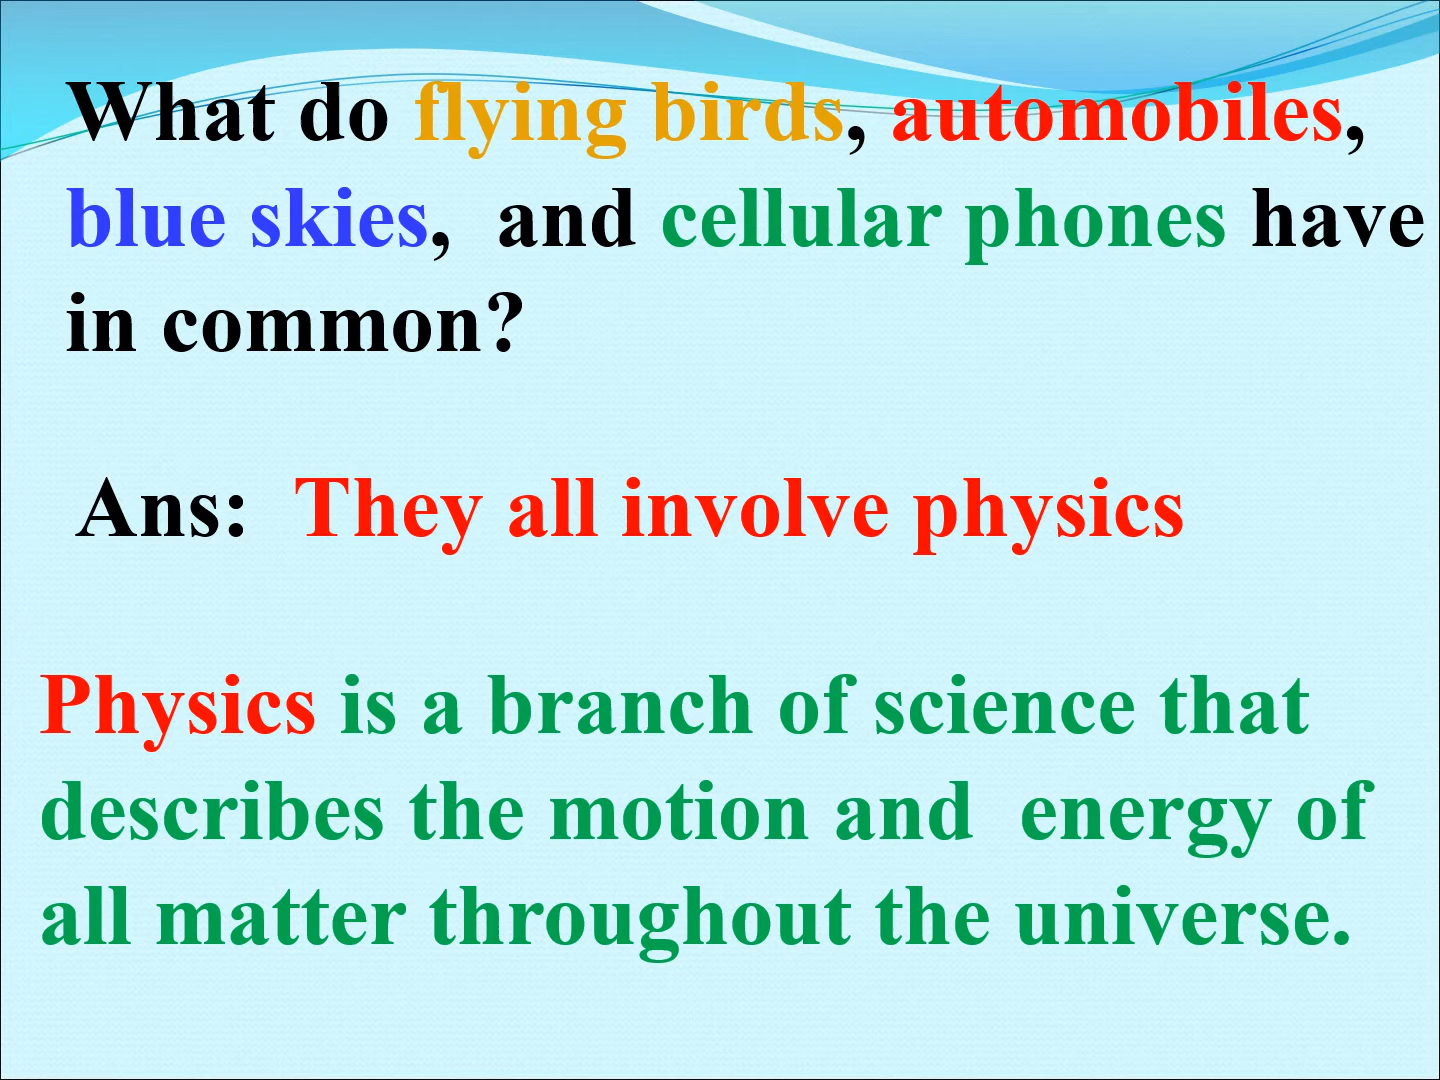 What do flying birds, automobiles,
blue skies,  and cellular phones have
in common?
Ans:  They all involve physics
Physics is a branch of science that
describes the motion and  energy of
all matter throughout the universe.